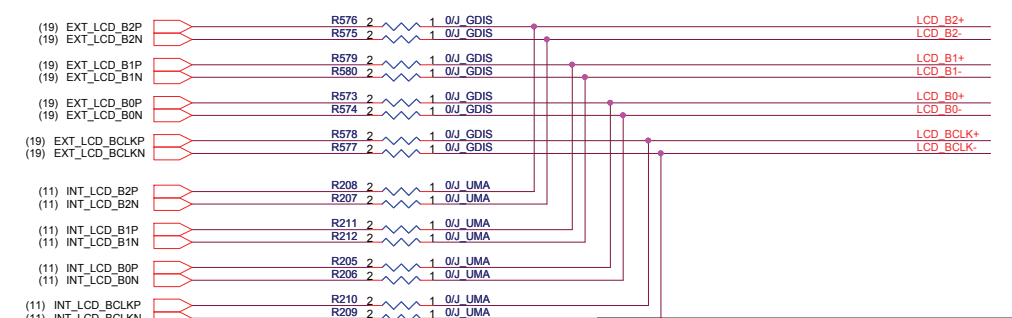 (19) EXT_LCD_B2P R576 2 1 0/J_GDIS LCD_B2+
(19) EXT_LCD_B2N R575 2 1 0/J_GDIS LCD_B2-
(19) EXT_LCD_B1P R579 2 1 0/J_GDIS LCD_B1+
(19) EXT_LCD_B1N R580 2 1 0/J_GDIS LCD_B1-
(19) EXT_LCD_B0P R573 2 1 0/J_GDIS LCD_B0+
(19) EXT_LCD_B0N R574 2 1 0/J_GDIS LCD_B0-
(19) EXT_LCD_BCLKP R578 2 1 0/J_GDIS LCD_BCLK+
(19) EXT_LCD_BCLKN R577 2 1 0/J_GDIS LCD_BCLK-
(11) INT_LCD_B2P R208 2 1 0/J_UMA
(11) INT_LCD_B2N R207 2 1 0/J_UMA
(11) INT_LCD_B1P R211 2 1 0/J_UMA
(11) INT_LCD_B1N R212 2 1 0/J_UMA
(11) INT_LCD_B0P R205 2 1 0/J_UMA
(11) INT_LCD_B0N R206 2 1 0/J_UMA
(11) INT_LCD_BCLKP R210 2 1 0/J_UMA
(11) INT_LCD_BCLKN R209 2 1 0/J_UMA